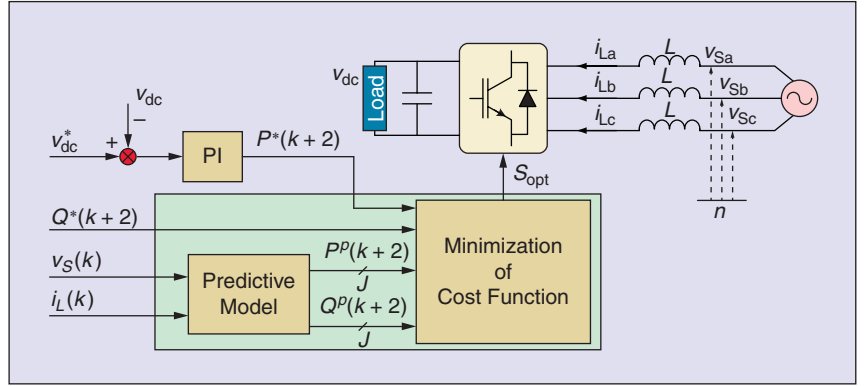 v_dc
−
v*_dc
+
PI
P*(k+2)
v_dc
Load
i_La
i_Lb
i_Lc
L
L
L
v_Sa
v_Sb
v_Sc
n
S_opt
Q*(k+2)
v_S(k)
i_L(k)
Predictive
Model
P^p(k+2)
J
Q^p(k+2)
J
Minimization
of
Cost Function